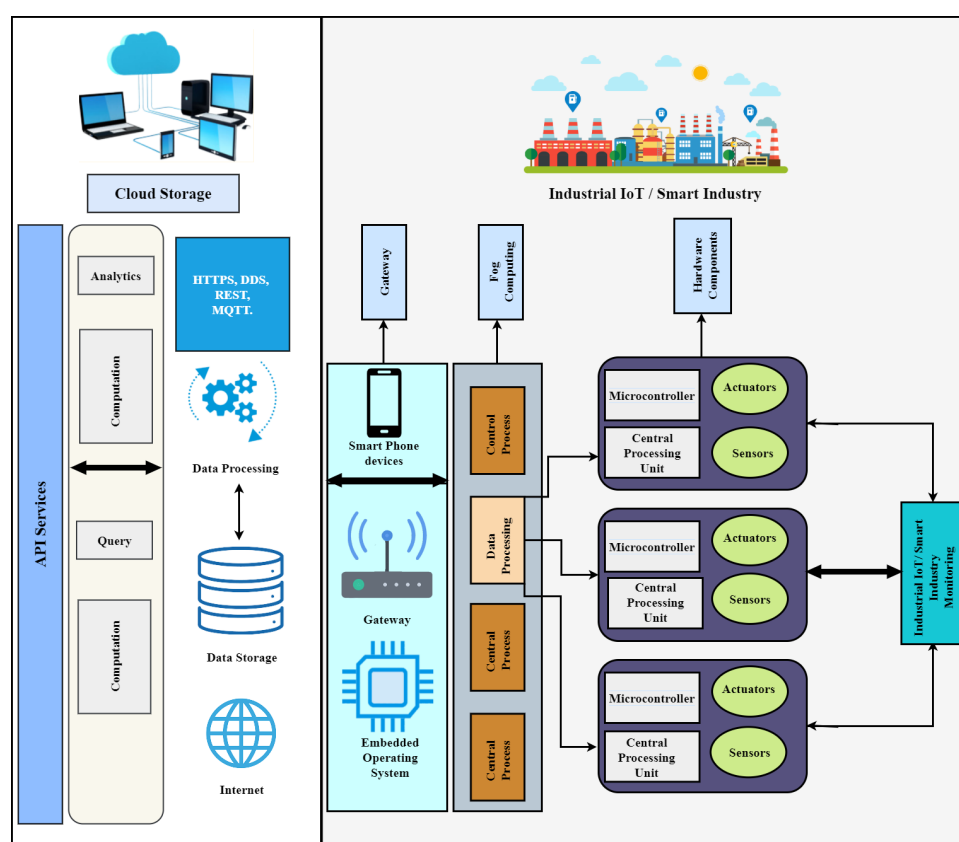 Cloud Storage
API Services
Analytics
Computation
Query
Computation
HTTPS, DDS,
REST,
MQTT.
Data Processing
Data Storage
Internet
Industrial IoT / Smart Industry
Gateway
Fog
Computing
Hardware
Components
Smart Phone
devices
Gateway
Embedded
Operating
System
Control
Process
Data
Processing
Central
Process
Central
Process
Microcontroller
Actuators
Central
Processing
Unit
Sensors
Microcontroller
Actuators
Central
Processing
Unit
Sensors
Microcontroller
Actuators
Central
Processing
Unit
Sensors
Industrial IoT/ Smart
Industry
Monitoring